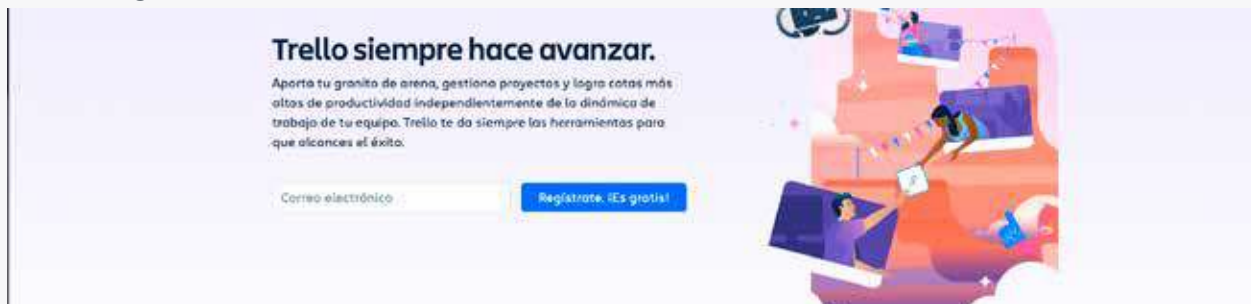 Trello siempre hace avanzar.
Aporta tu granito de arena, gestiona proyectos y logra cotas más
altas de productividad independientemente de la dinámica de
trabajo de tu equipo. Trello te da siempre las herramientas para
que alcances el éxito.
Correo electrónico
Regístrate. ¡Es gratis!